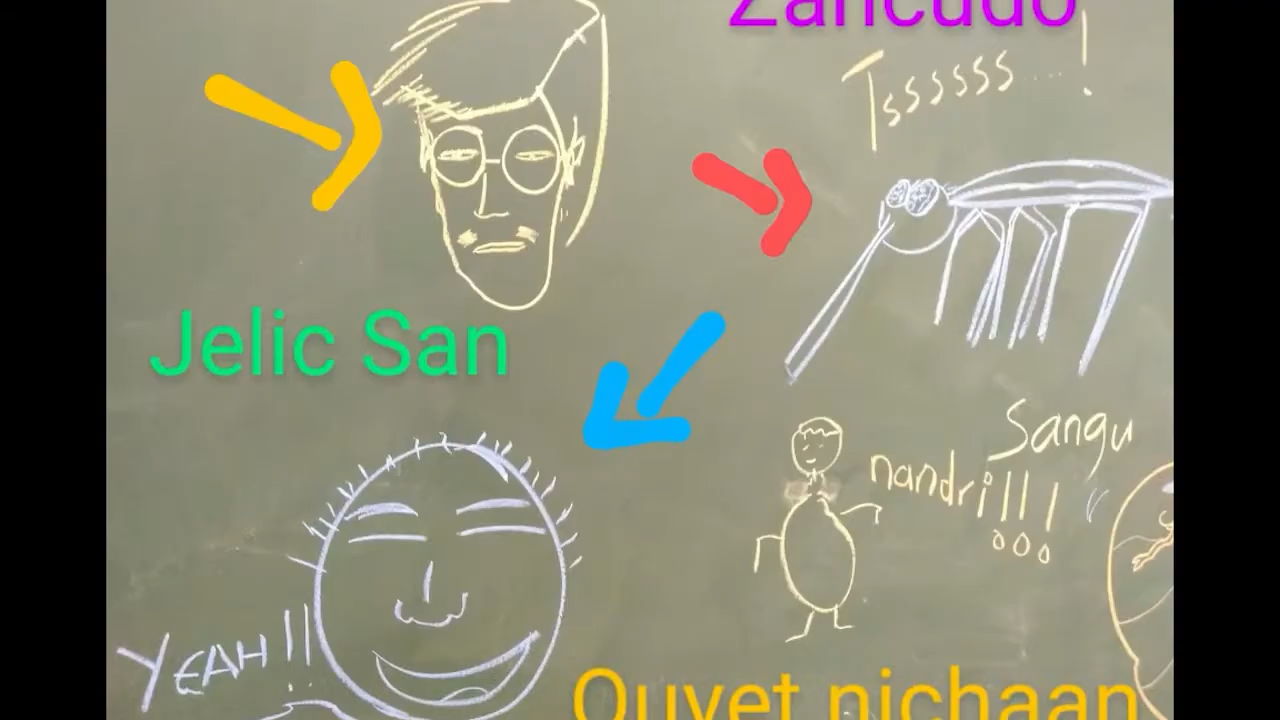 Zancudo
Tssssss....!
Jelic San
Sangu
nandri!!!
YEAH!!
Quyet nichaan